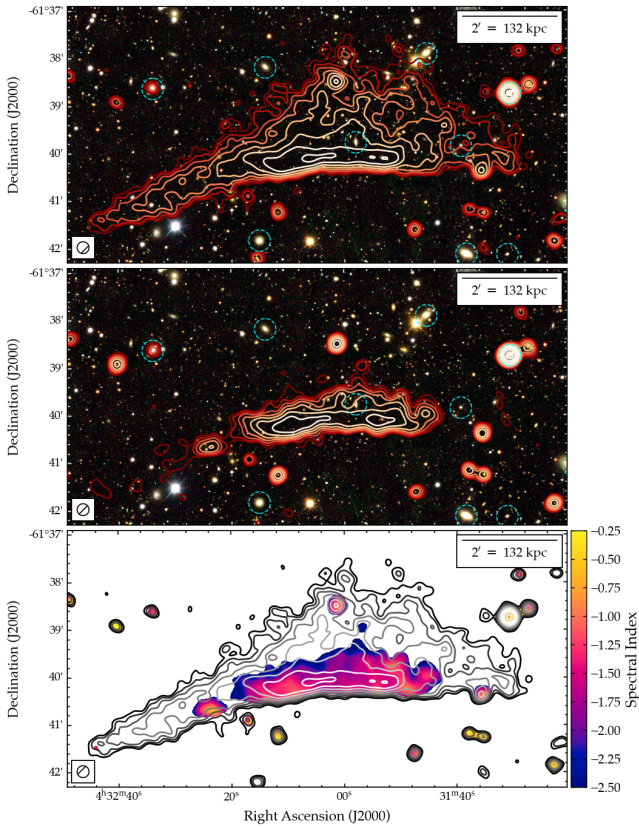 -61°37'
2′ = 132 kpc
38'
39'
40'
41'
42'
Declination (J2000)
-61°37'
2′ = 132 kpc
38'
39'
40'
41'
42'
Declination (J2000)
-61°37'
2′ = 132 kpc
38'
39'
40'
41'
42'
Declination (J2000)
−0.25
−0.50
−0.75
−1.00
−1.25
−1.50
−1.75
−2.00
−2.25
−2.50
Spectral Index
4ʰ32ᵐ40ˢ
20ˢ
00ˢ
31ᵐ40ˢ
Right Ascension (J2000)